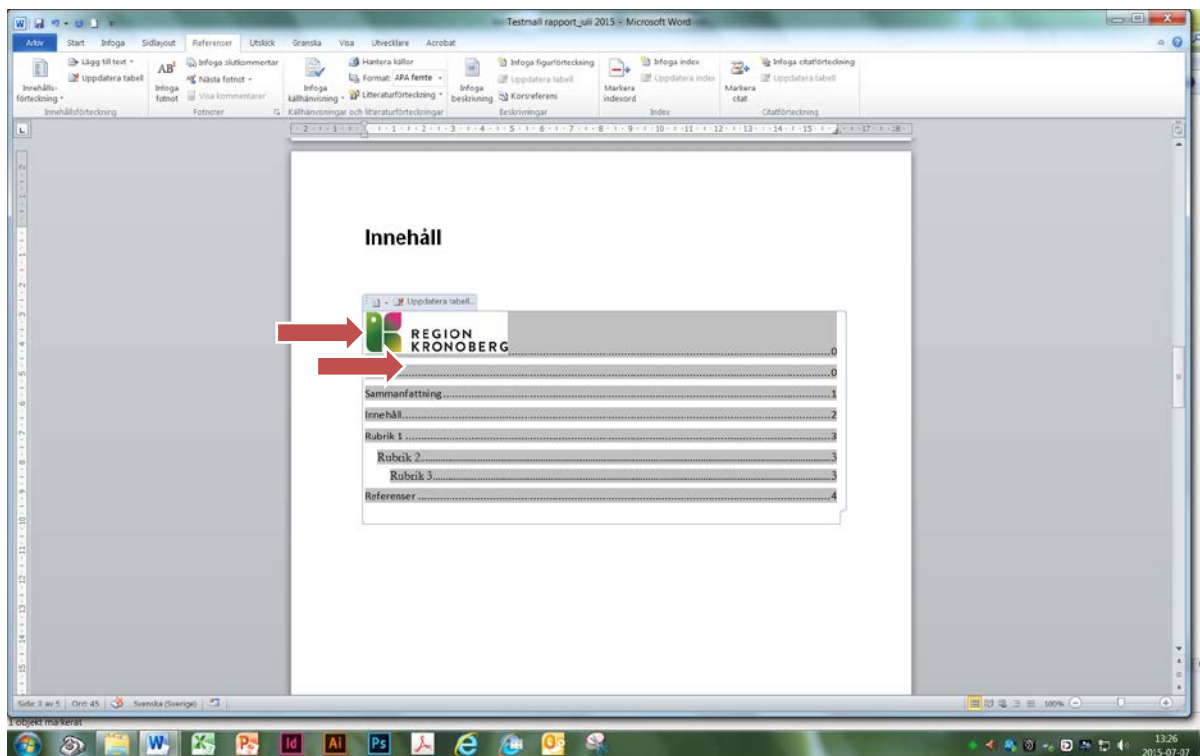 Testmall rapport_juli 2015 - Microsoft Word
Arkiv Start Infoga Sidlayout Referenser Utskick Granska Visa Utvecklare Acrobat
Innehålls-
förteckning
Lägg till text
Uppdatera tabell
Innehållsförteckning
AB¹
Infoga
fotnot
Infoga slutkommentar
Nästa fotnot
Visa kommentarer
Fotnoter
Infoga
källhänvisning
Hantera källor
Format: APA femte
Litteraturförteckning
Källhänvisningar och litteraturförteckningar
Infoga
beskrivning
Infoga figurförteckning
Uppdatera tabell
Korsreferens
Beskrivningar
Markera
indexord
Infoga index
Uppdatera index
Index
Markera
citat
Infoga citatförteckning
Uppdatera tabell
Citatförteckning
Innehåll
Uppdatera tabell...
REGION
KRONOBERG..........0
..........0
Sammanfattning..........1
Innehåll..........2
Rubrik 1..........3
Rubrik 2..........3
Rubrik 3..........3
Referenser..........4
Sida: 3 av 5 Ord: 45 Svenska (Sverige) 100%
1 objekt markerat
13:26
2015-07-07